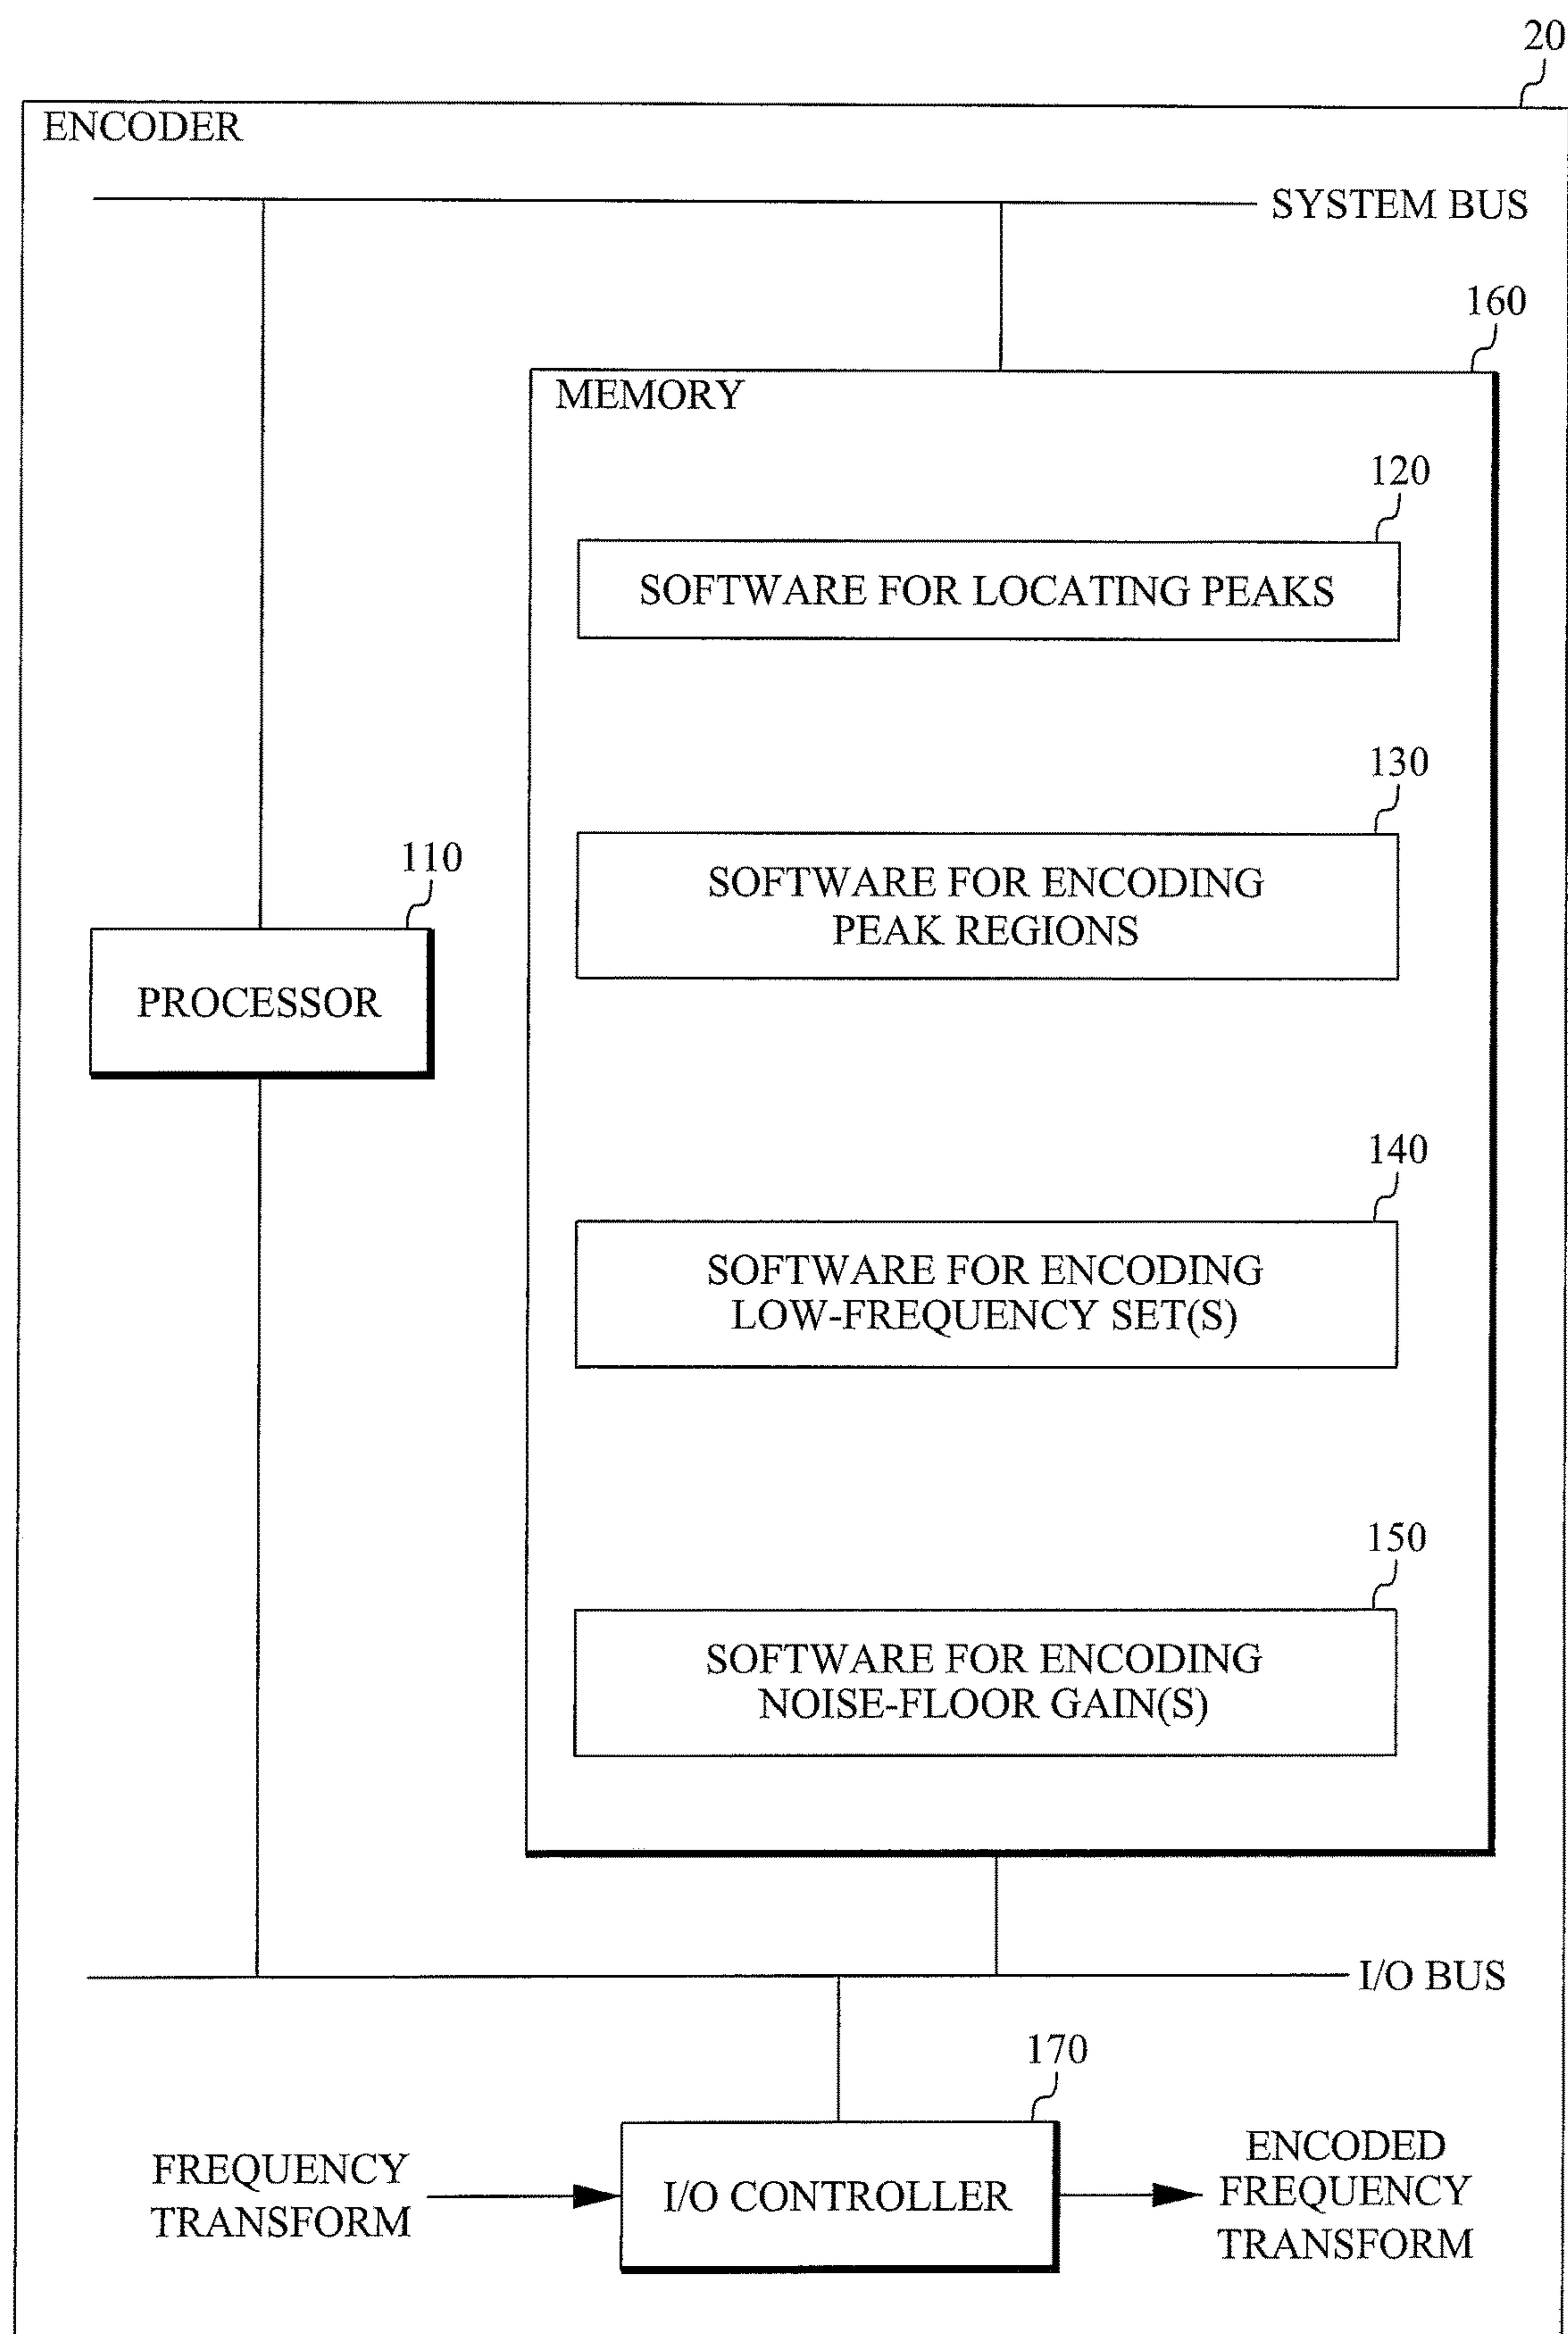 20
ENCODER
SYSTEM BUS
160
MEMORY
120
SOFTWARE FOR LOCATING PEAKS
130
SOFTWARE FOR ENCODING
PEAK REGIONS
110
PROCESSOR
140
SOFTWARE FOR ENCODING
LOW-FREQUENCY SET(S)
150
SOFTWARE FOR ENCODING
NOISE-FLOOR GAIN(S)
I/O BUS
170
FREQUENCY
TRANSFORM
I/O CONTROLLER
ENCODED
FREQUENCY
TRANSFORM